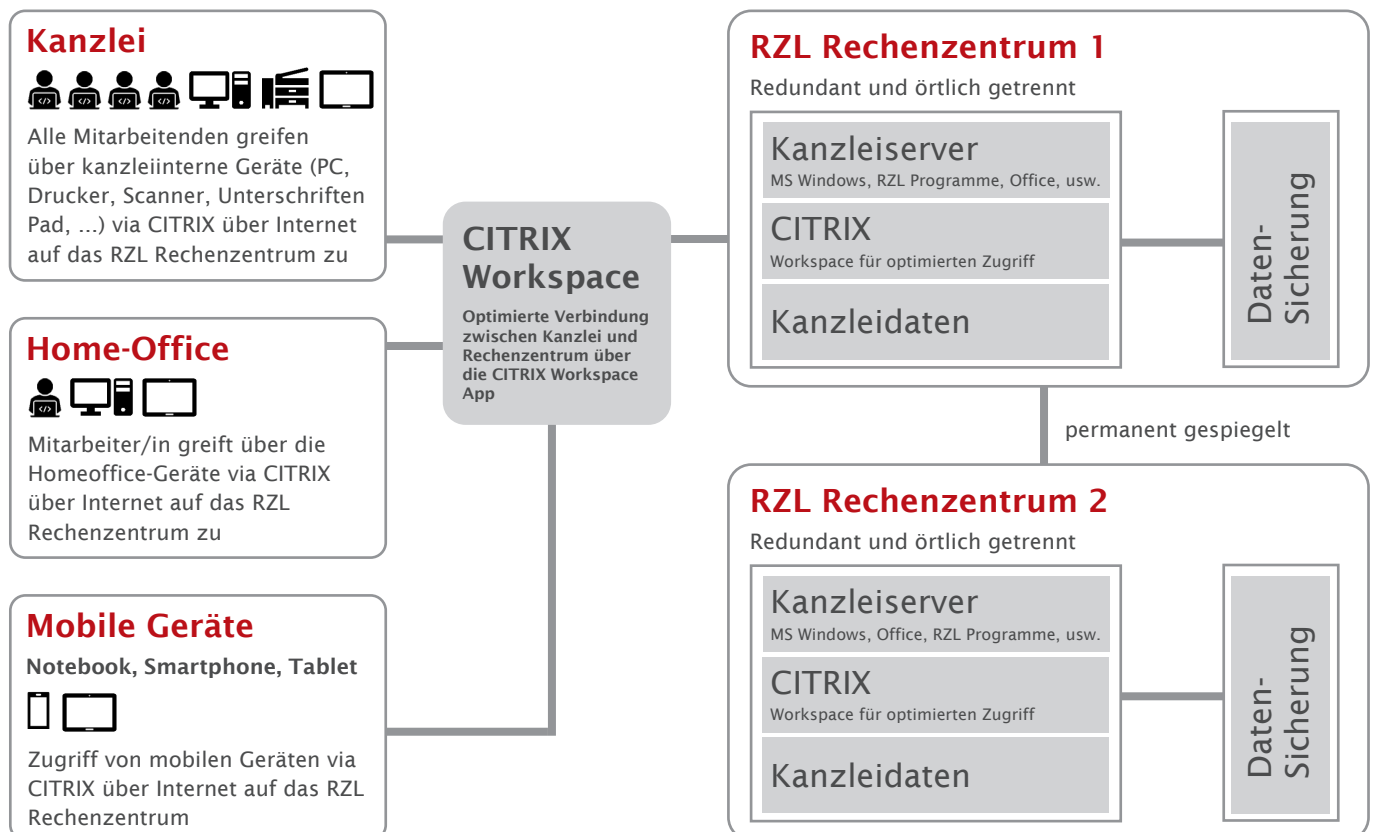 Kanzlei
Alle Mitarbeitenden greifen
über kanzleiinterne Geräte (PC,
Drucker, Scanner, Unterschriften
Pad, ...) via CITRIX über Internet
auf das RZL Rechenzentrum zu
Home-Office
Mitarbeiter/in greift über die
Homeoffice-Geräte via CITRIX
über Internet auf das RZL
Rechenzentrum zu
Mobile Geräte
Notebook, Smartphone, Tablet
Zugriff von mobilen Geräten via
CITRIX über Internet auf das RZL
Rechenzentrum
CITRIX
Workspace
Optimierte Verbindung
zwischen Kanzlei und
Rechenzentrum über
die CITRIX Workspace
App
RZL Rechenzentrum 1
Redundant und örtlich getrennt
Kanzleiserver
MS Windows, RZL Programme, Office, usw.
CITRIX
Workspace für optimierten Zugriff
Kanzleidaten
Daten-
Sicherung
permanent gespiegelt
RZL Rechenzentrum 2
Redundant und örtlich getrennt
Kanzleiserver
MS Windows, Office, RZL Programme, usw.
CITRIX
Workspace für optimierten Zugriff
Kanzleidaten
Daten-
Sicherung